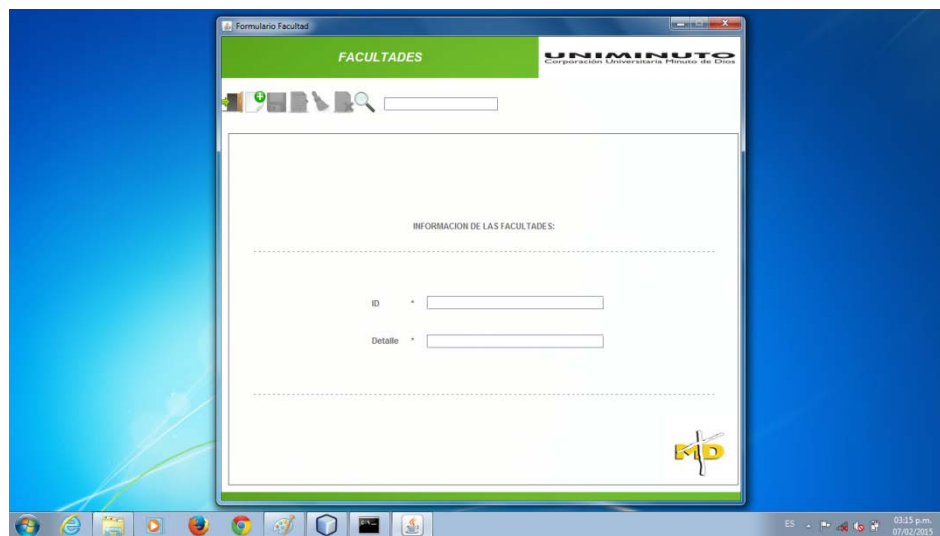 Formulario Facultad
FACULTADES
UNIMINUTO
Corporación Universitaria Minuto de Dios
INFORMACION DE LAS FACULTADES:
ID *
Detalle *
MD
ES
03:15 p.m.
07/02/2015